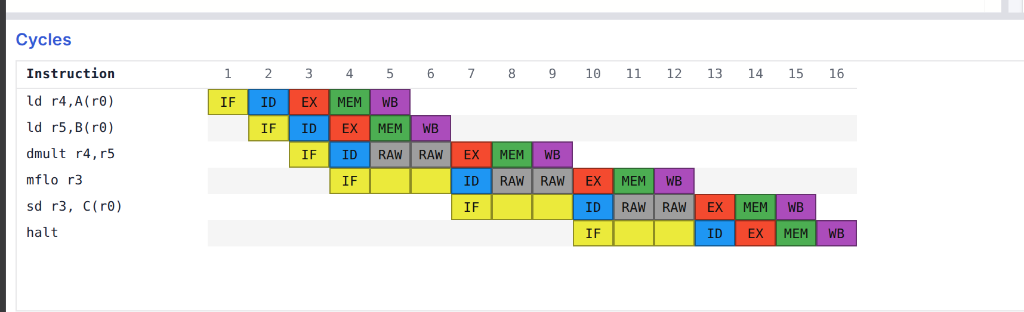 Cycles
Instruction 1 2 3 4 5 6 7 8 9 10 11 12 13 14 15 16
ld r4,A(r0) IF ID EX MEM WB
ld r5,B(r0) IF ID EX MEM WB
dmult r4,r5 IF ID RAW RAW EX MEM WB
mflo r3 IF ID RAW RAW EX MEM WB
sd r3, C(r0) IF ID RAW RAW EX MEM WB
halt IF ID EX MEM WB